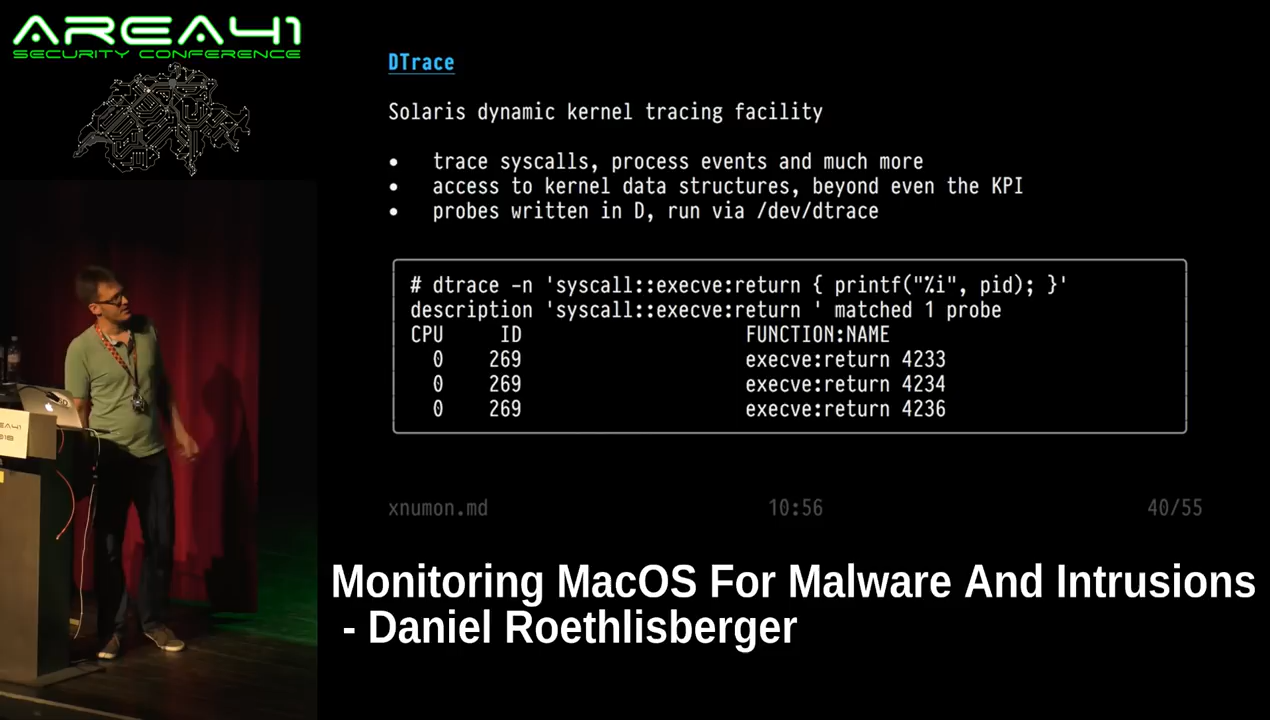 AREA41
SECURITY CONFERENCE
DTrace
Solaris dynamic kernel tracing facility
• trace syscalls, process events and much more
• access to kernel data structures, beyond even the KPI
• probes written in D, run via /dev/dtrace
# dtrace -n 'syscall::execve:return { printf("%i", pid); }'
description 'syscall::execve:return ' matched 1 probe
CPU ID FUNCTION:NAME
0 269 execve:return 4233
0 269 execve:return 4234
0 269 execve:return 4236
xnumon.md 10:56 40/55
Monitoring MacOS For Malware And Intrusions
- Daniel Roethlisberger